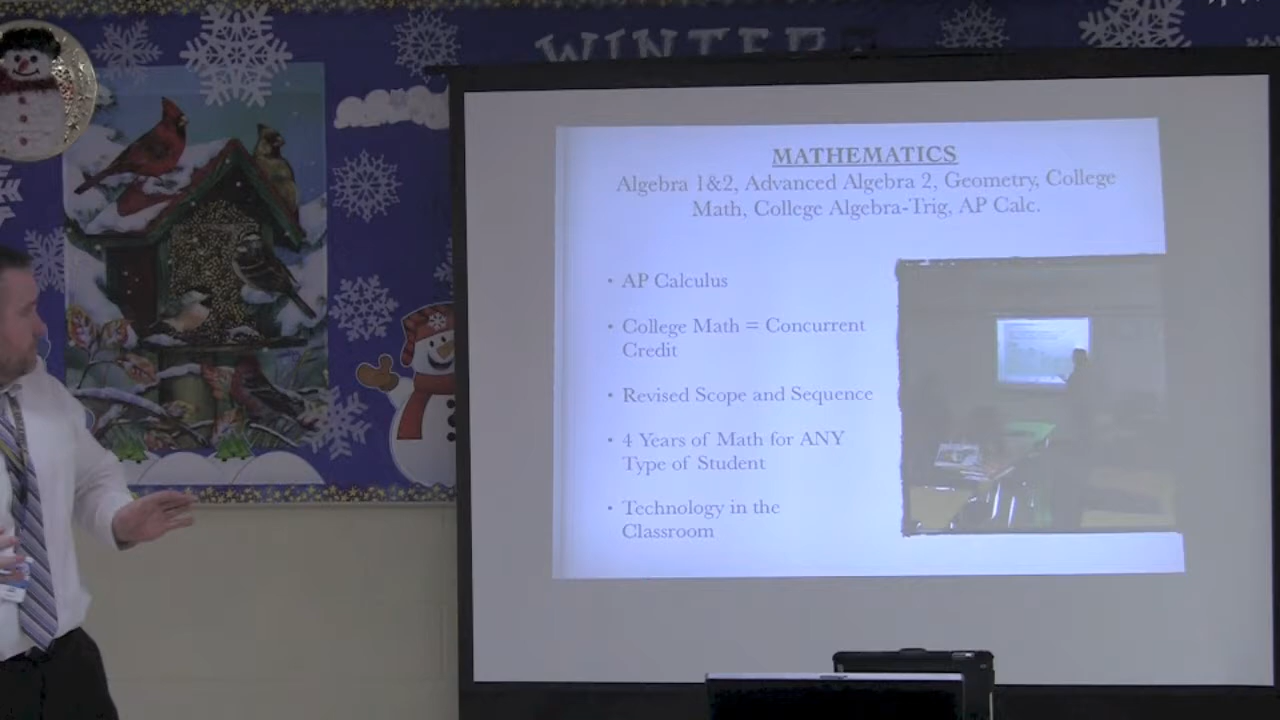 WINTER
MATHEMATICS
Algebra 1&2, Advanced Algebra 2, Geometry, College
Math, College Algebra-Trig, AP Calc.
• AP Calculus
• College Math = Concurrent
Credit
• Revised Scope and Sequence
• 4 Years of Math for ANY
Type of Student
• Technology in the
Classroom